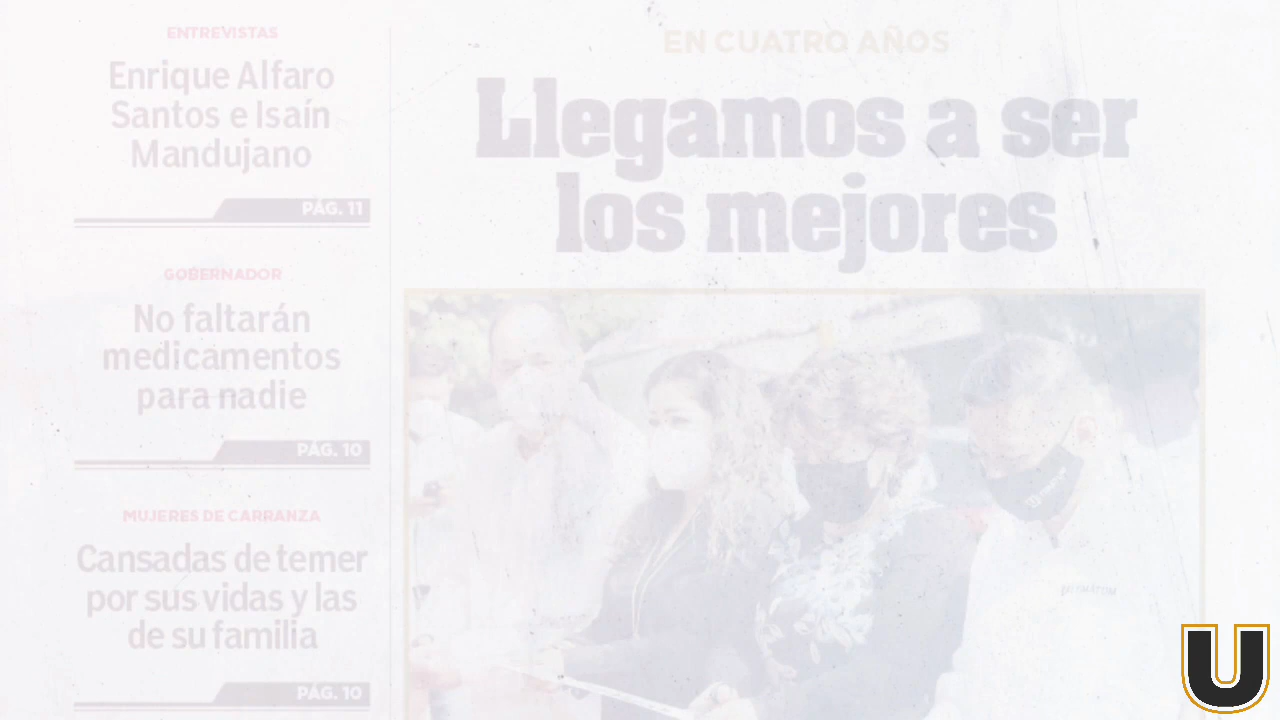 ENTREVISTAS
Enrique Alfaro
Santos e Isaín
Mandujano
PÁG. 11
GOBERNADOR
No faltarán
medicamentos
para nadie
PÁG. 10
MUJERES DE CARRANZA
Cansadas de temer
por sus vidas y las
de su familia
PÁG. 10
EN CUATRO AÑOS
Llegamos a ser
los mejores
U